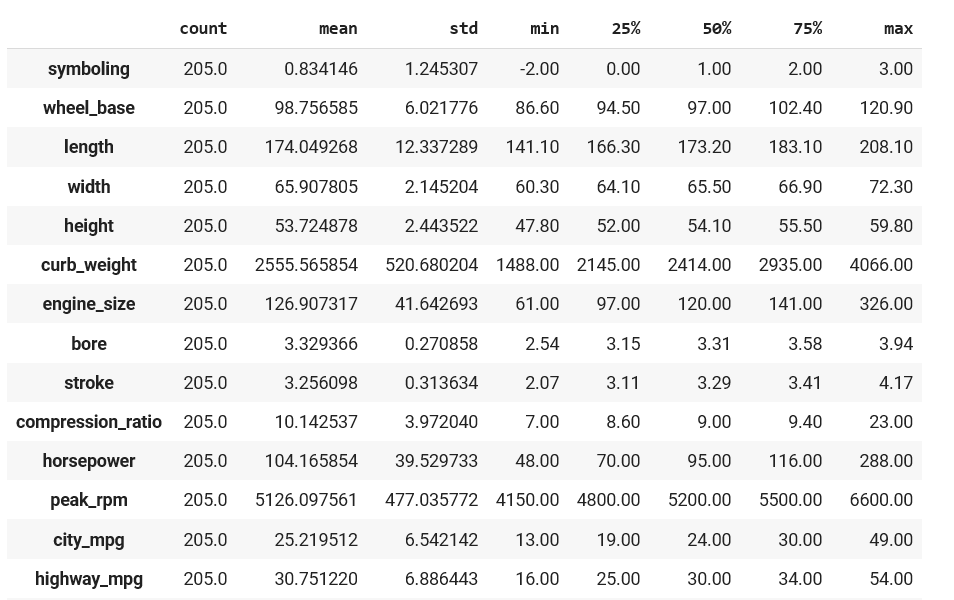 count mean std min 25% 50% 75% max
symboling 205.0 0.834146 1.245307 -2.00 0.00 1.00 2.00 3.00
wheel_base 205.0 98.756585 6.021776 86.60 94.50 97.00 102.40 120.90
length 205.0 174.049268 12.337289 141.10 166.30 173.20 183.10 208.10
width 205.0 65.907805 2.145204 60.30 64.10 65.50 66.90 72.30
height 205.0 53.724878 2.443522 47.80 52.00 54.10 55.50 59.80
curb_weight 205.0 2555.565854 520.680204 1488.00 2145.00 2414.00 2935.00 4066.00
engine_size 205.0 126.907317 41.642693 61.00 97.00 120.00 141.00 326.00
bore 205.0 3.329366 0.270858 2.54 3.15 3.31 3.58 3.94
stroke 205.0 3.256098 0.313634 2.07 3.11 3.29 3.41 4.17
compression_ratio 205.0 10.142537 3.972040 7.00 8.60 9.00 9.40 23.00
horsepower 205.0 104.165854 39.529733 48.00 70.00 95.00 116.00 288.00
peak_rpm 205.0 5126.097561 477.035772 4150.00 4800.00 5200.00 5500.00 6600.00
city_mpg 205.0 25.219512 6.542142 13.00 19.00 24.00 30.00 49.00
highway_mpg 205.0 30.751220 6.886443 16.00 25.00 30.00 34.00 54.00